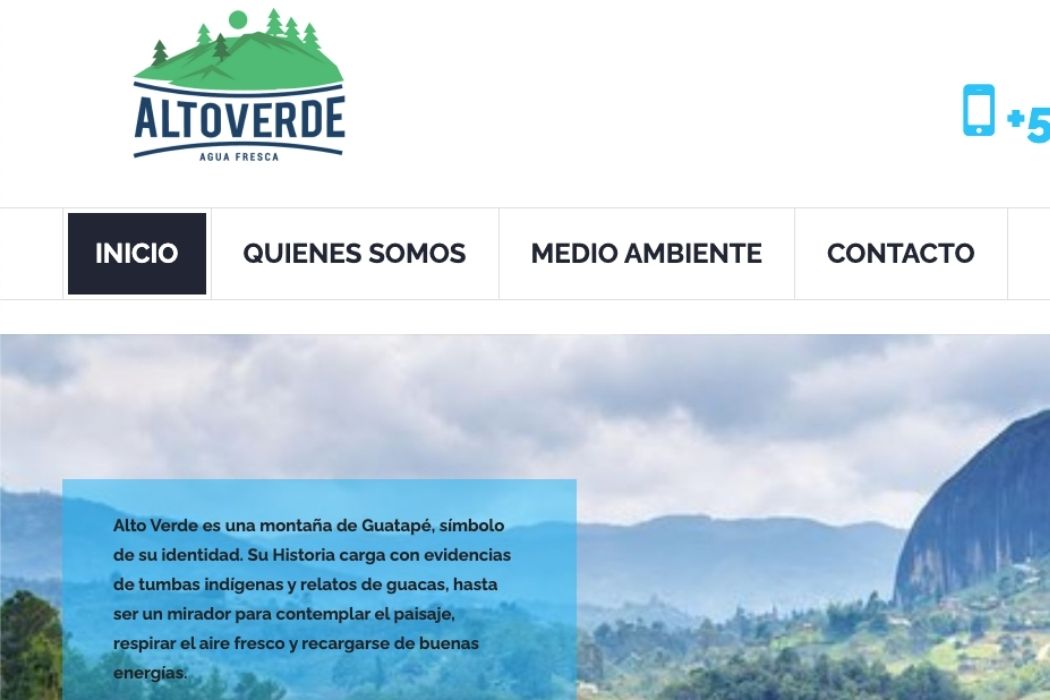 ALTOVERDE
AGUA FRESCA
+5
INICIO
QUIENES SOMOS
MEDIO AMBIENTE
CONTACTO
Alto Verde es una montaña de Guatapé, símbolo
de su identidad. Su Historia carga con evidencias
de tumbas indígenas y relatos de guacas, hasta
ser un mirador para contemplar el paisaje,
respirar el aire fresco y recargarse de buenas
energías.